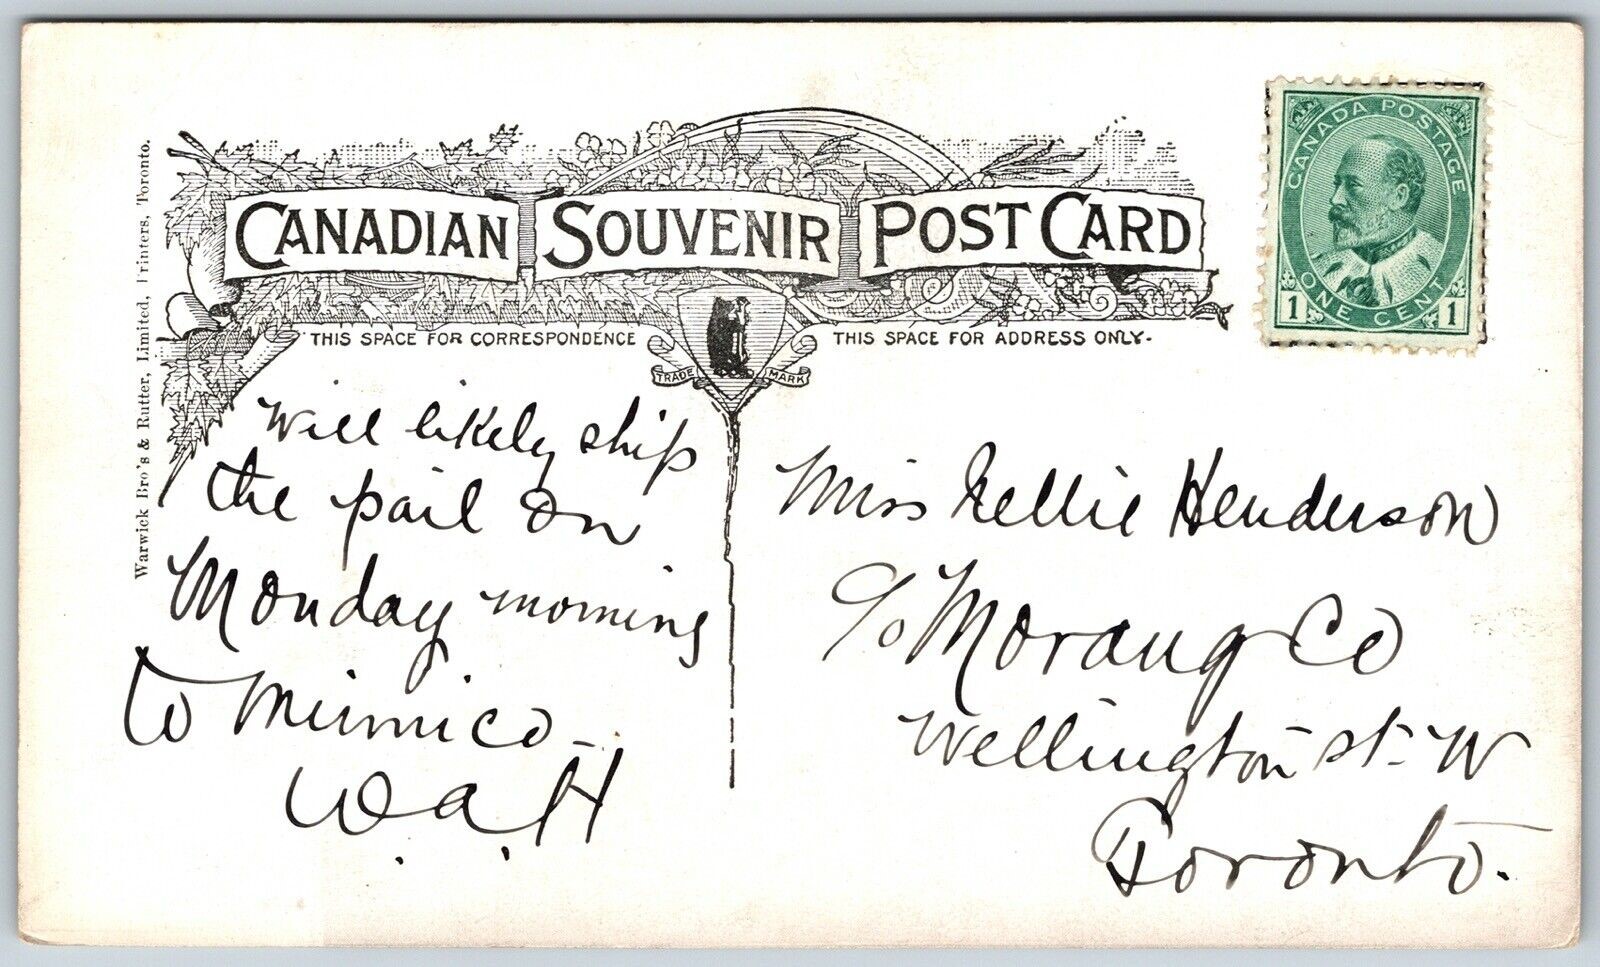 CANADIAN SOUVENIR POST CARD
THIS SPACE FOR CORRESPONDENCE
THIS SPACE FOR ADDRESS ONLY.
TRADE MARK
Warwick Bro's & Rutter, Limited, Printers, Toronto.
CANADA POSTAGE
1 ONE CENT 1
Will likely ship
the pail on
Monday morning
to Mimico.
W.A.H
Miss Nellie Henderson
c/o Morang Co
Wellington St. W
Toronto.